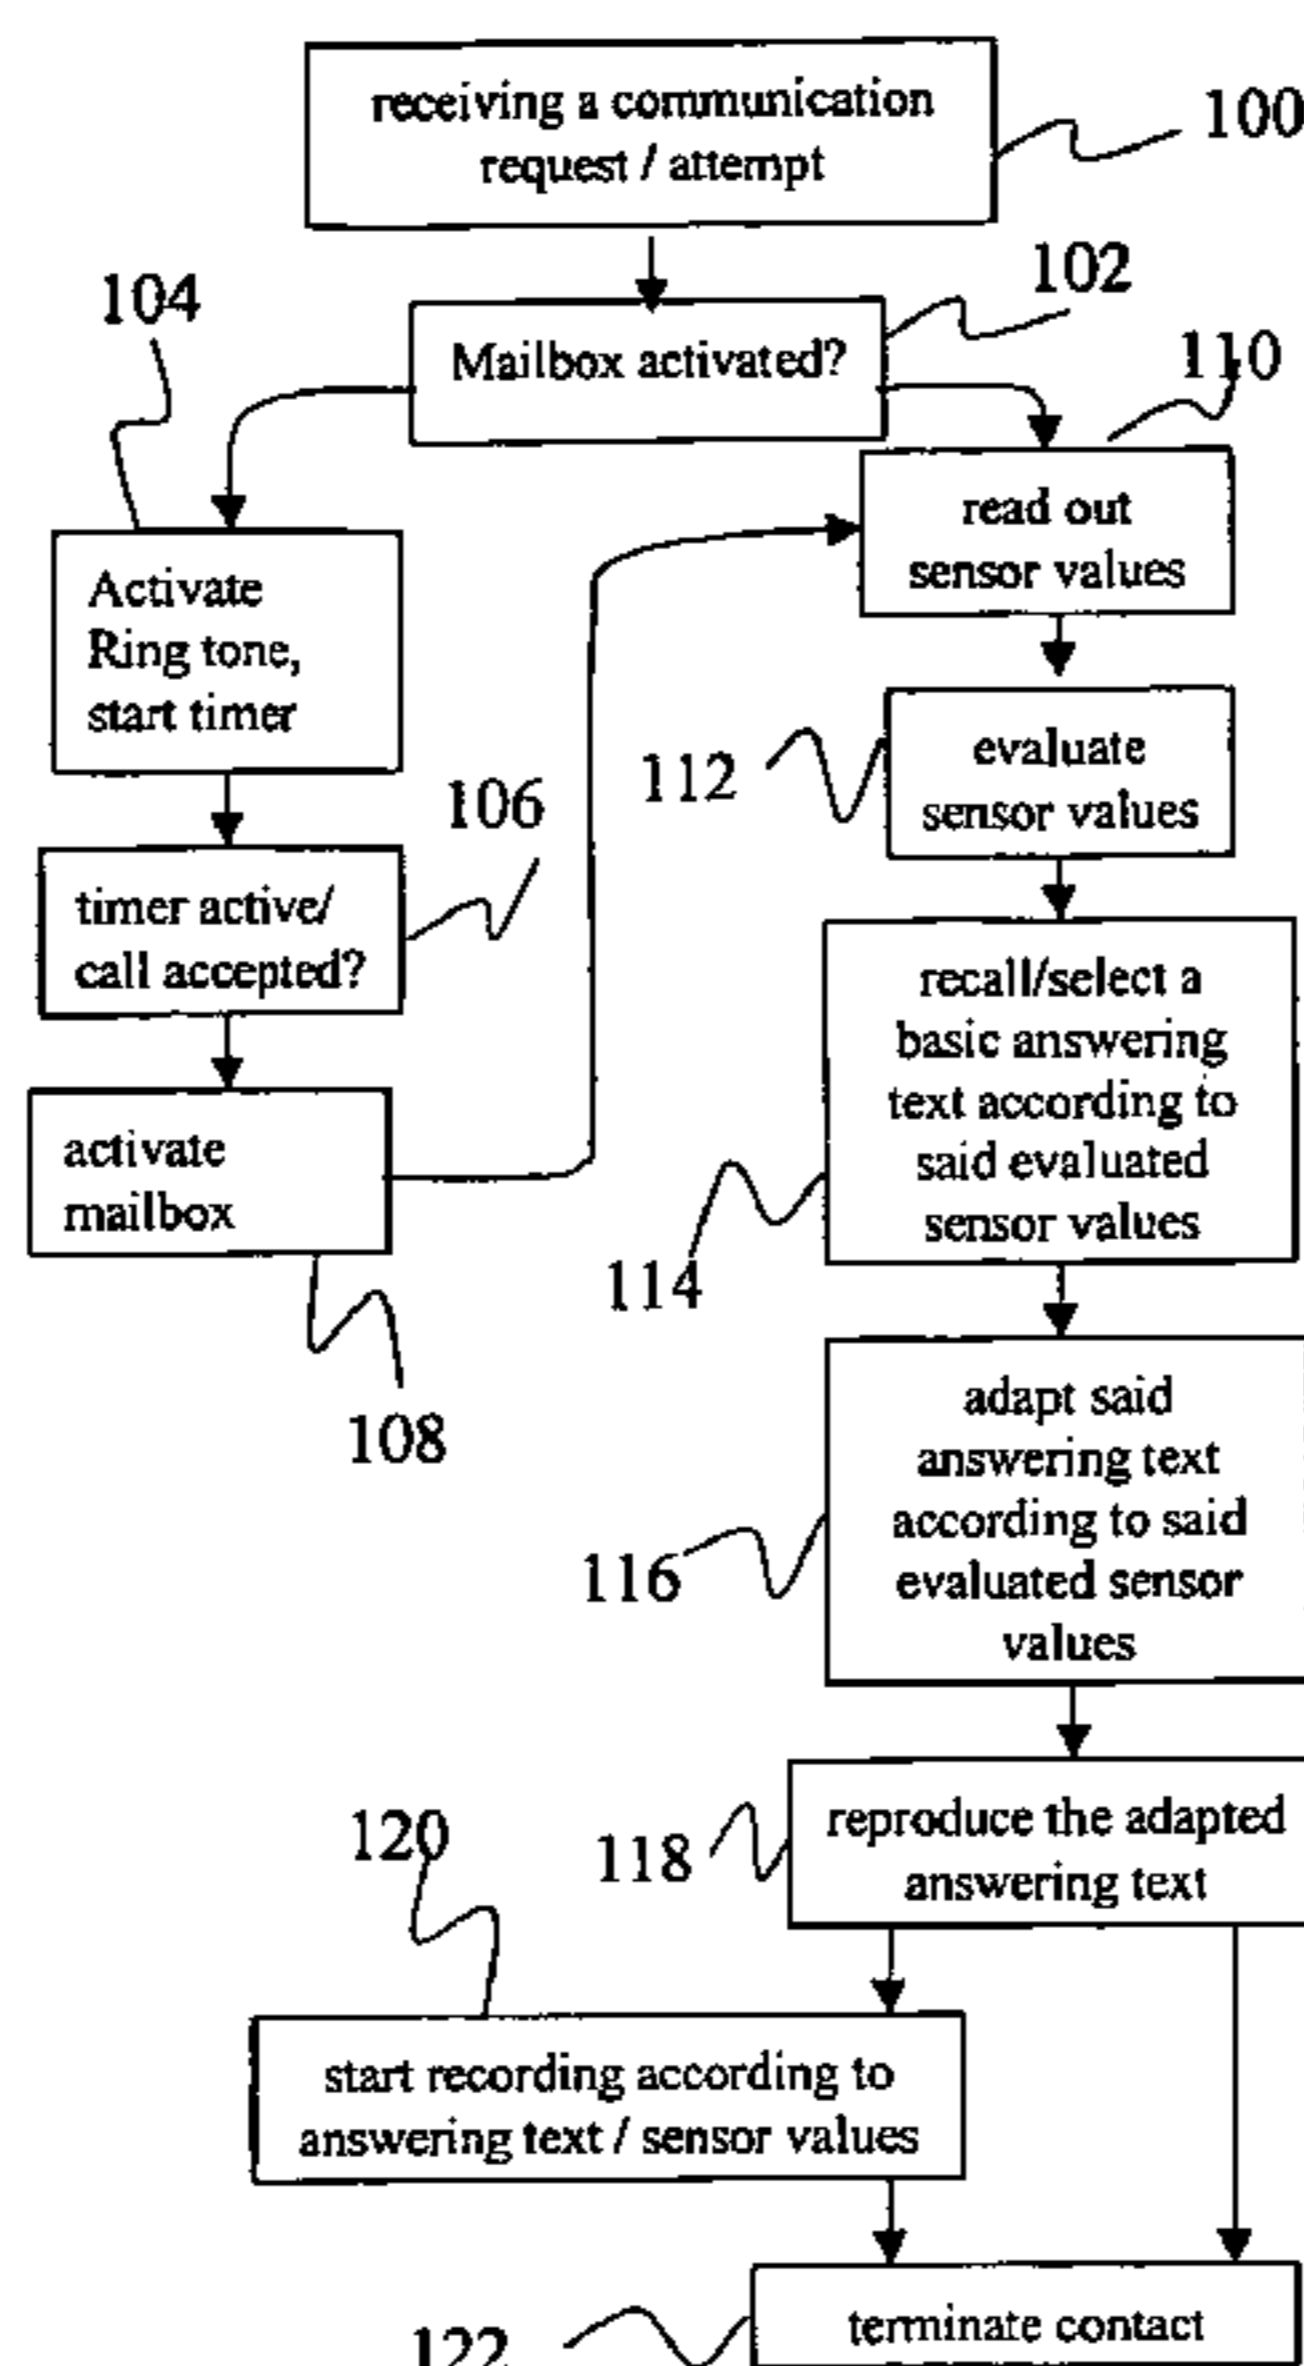 receiving a communication
request / attempt
100
102
Mailbox activated?
104
110
read out
sensor values
Activate
Ring tone,
start timer
112
evaluate
sensor values
106
timer active/
call accepted?
recall/select a
basic answering
text according to
said evaluated
sensor values
114
activate
mailbox
108
adapt said
answering text
according to said
evaluated sensor
values
116
reproduce the adapted
answering text
118
120
start recording according to
answering text / sensor values
terminate contact
122